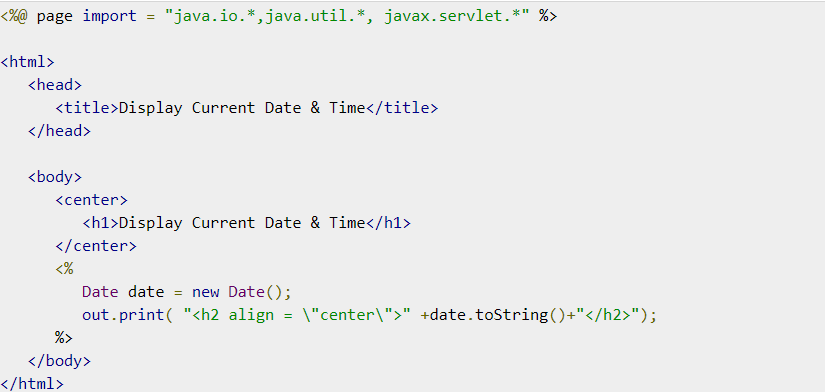 <%@ page import = "java.io.*,java.util.*, javax.servlet.*" %>
<html>
<head>
<title>Display Current Date & Time</title>
</head>
<body>
<center>
<h1>Display Current Date & Time</h1>
</center>
<%
Date date = new Date();
out.print( "<h2 align = \"center\">" +date.toString()+"</h2>");
%>
</body>
</html>